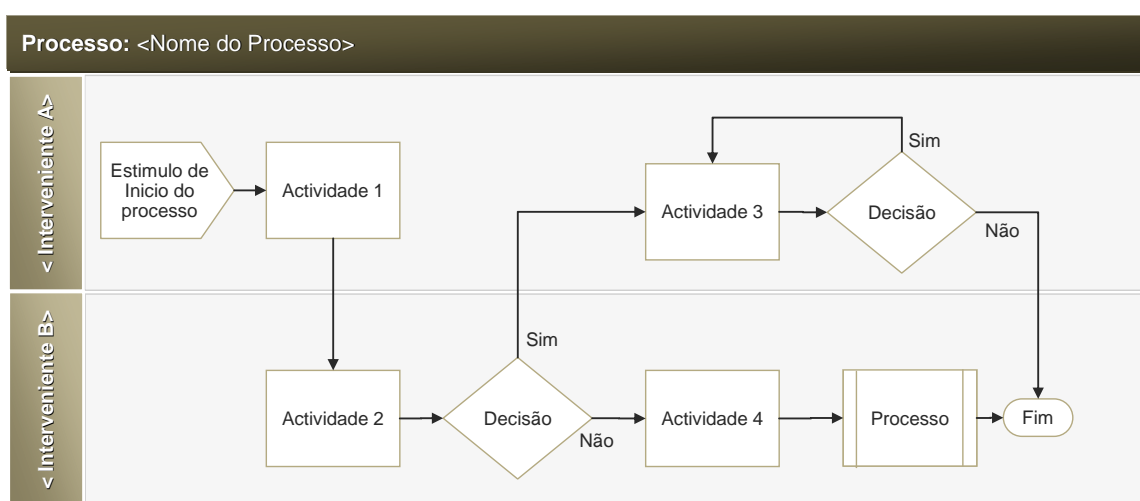 Processo: <Nome do Processo>
< Interveniente A>
Estimulo de
Inicio do
processo
Actividade 1
Actividade 3
Decisão
Sim
Não
< Interveniente B>
Actividade 2
Decisão
Sim
Não
Actividade 4
Processo
Fim